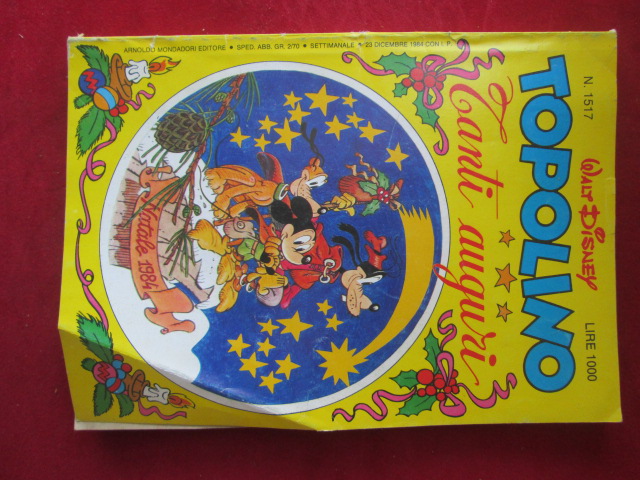 N. 1517
WALT DISNEY
LIRE 1000
TOPOLINO
Tanti auguri
Natale 1984
ARNOLDO MONDADORI EDITORE • SPED. ABB. GR. 2/70 • SETTIMANALE • 23 DICEMBRE 1984 CON I. P.